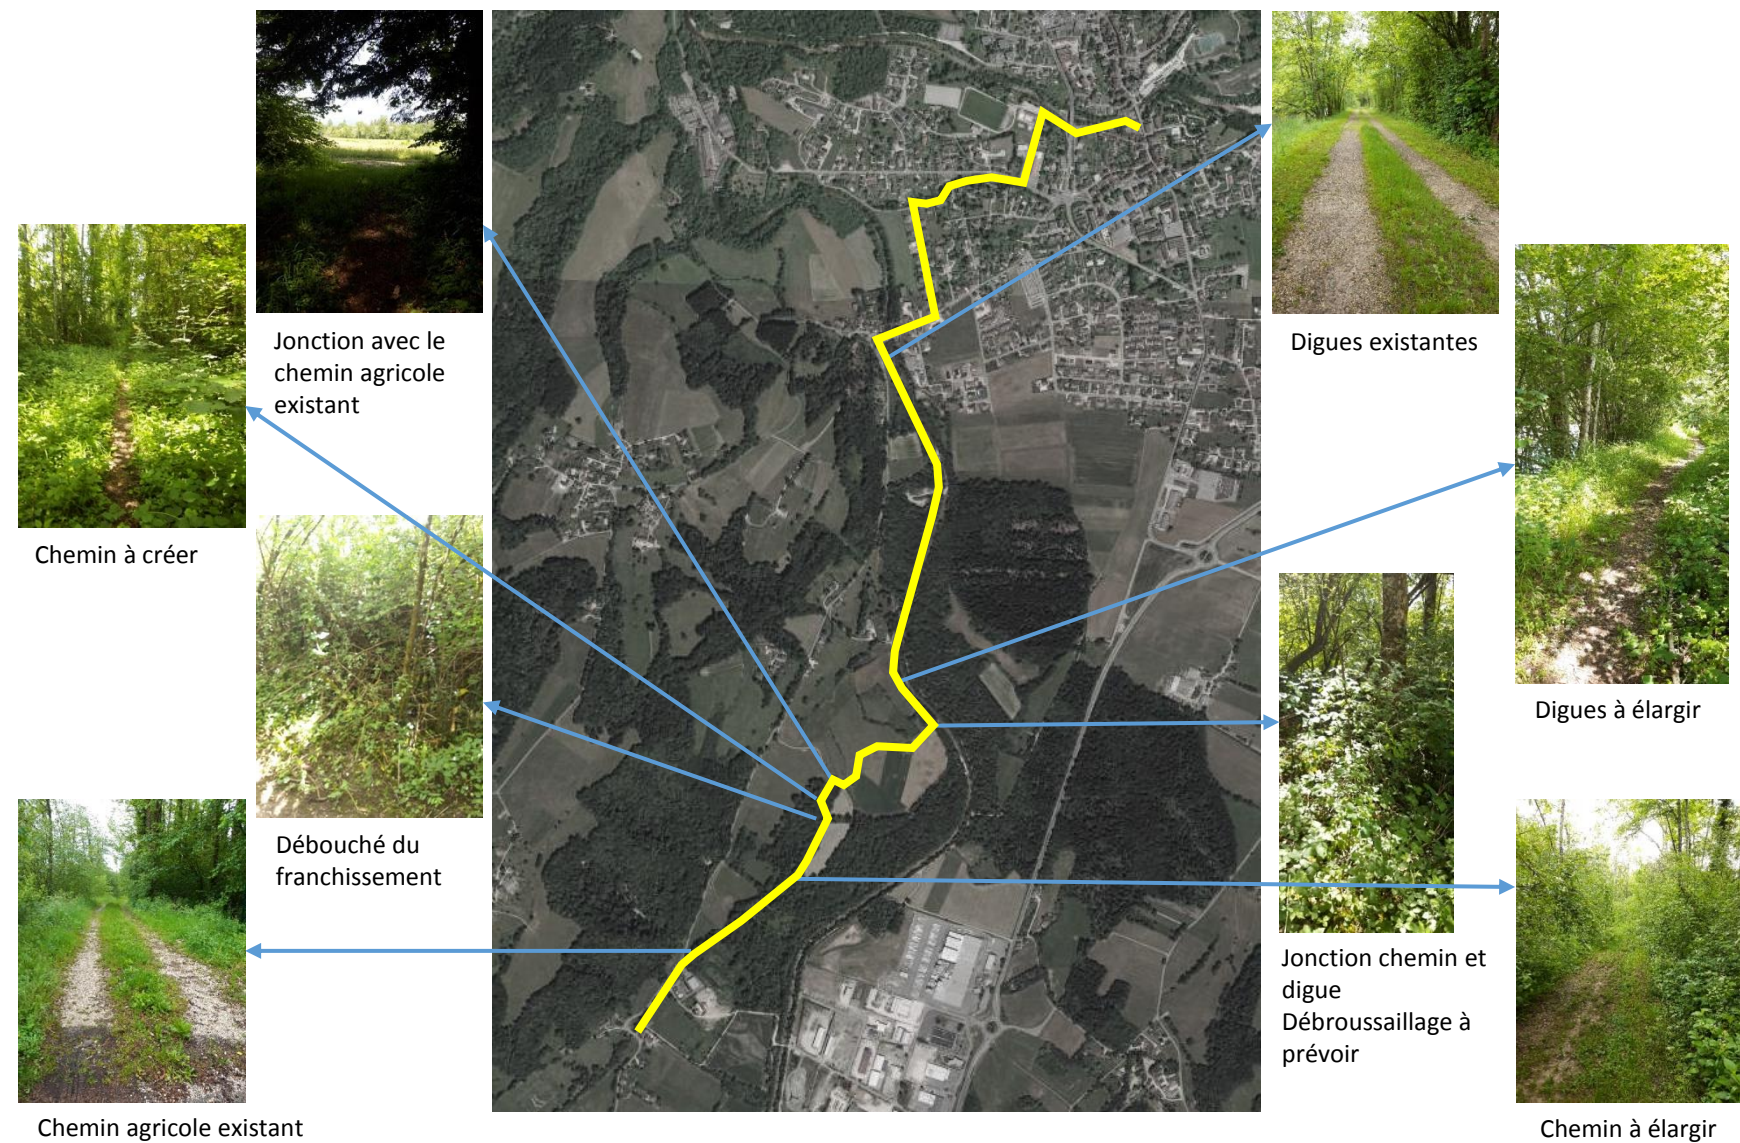 Jonction avec le
chemin agricole
existant
Chemin à créer
Débouché du
franchissement
Chemin agricole existant
Digues existantes
Digues à élargir
Jonction chemin et
digue
Débroussaillage à
prévoir
Chemin à élargir